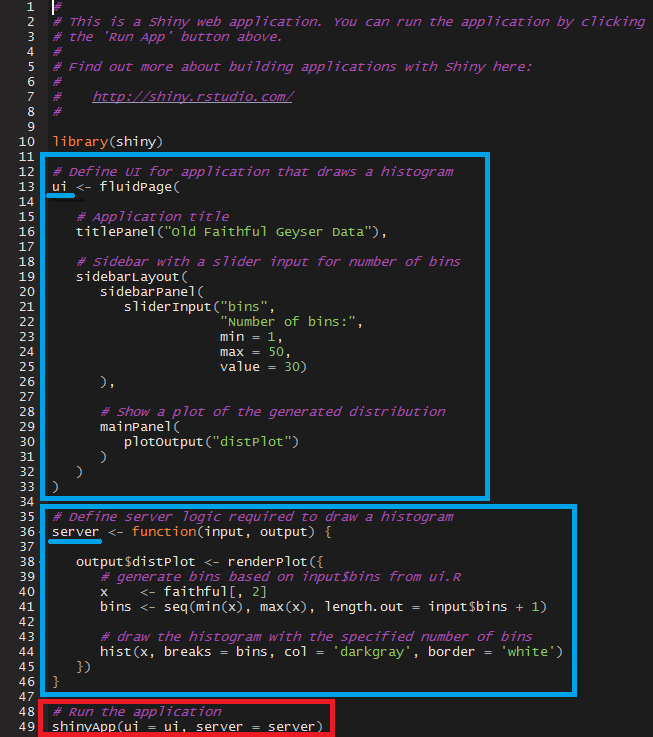 1 #
2 # This is a Shiny web application. You can run the application by clicking
3 # the 'Run App' button above.
4 #
5 # Find out more about building applications with Shiny here:
6 #
7 #    http://shiny.rstudio.com/
8 #
9
10 library(shiny)
11
12 # Define UI for application that draws a histogram
13 ui <- fluidPage(
14
15    # Application title
16    titlePanel("Old Faithful Geyser Data"),
17
18    # Sidebar with a slider input for number of bins
19    sidebarLayout(
20       sidebarPanel(
21          sliderInput("bins",
22                      "Number of bins:",
23                      min = 1,
24                      max = 50,
25                      value = 30)
26       ),
27
28       # Show a plot of the generated distribution
29       mainPanel(
30          plotOutput("distPlot")
31       )
32    )
33 )
34
35 # Define server logic required to draw a histogram
36 server <- function(input, output) {
37
38    output$distPlot <- renderPlot({
39       # generate bins based on input$bins from ui.R
40       x    <- faithful[, 2]
41       bins <- seq(min(x), max(x), length.out = input$bins + 1)
42
43       # draw the histogram with the specified number of bins
44       hist(x, breaks = bins, col = 'darkgray', border = 'white')
45    })
46 }
47
48 # Run the application
49 shinyApp(ui = ui, server = server)